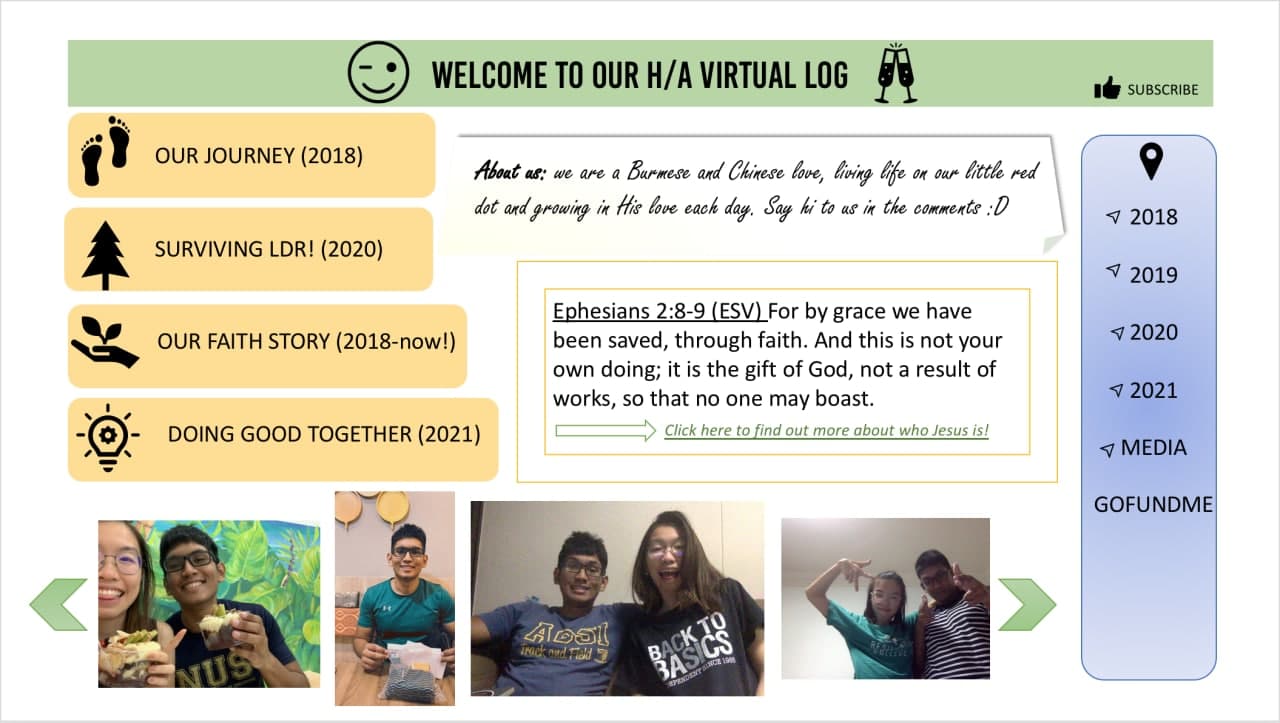 WELCOME TO OUR H/A VIRTUAL LOG
SUBSCRIBE
OUR JOURNEY (2018)
SURVIVING LDR! (2020)
OUR FAITH STORY (2018-now!)
DOING GOOD TOGETHER (2021)
About us: we are a Burmese and Chinese love, living life on our little red
dot and growing in His love each day. Say hi to us in the comments :D
Ephesians 2:8-9 (ESV) For by grace we have
been saved, through faith. And this is not your
own doing; it is the gift of God, not a result of
works, so that no one may boast.
Click here to find out more about who Jesus is!
2018
2019
2020
2021
MEDIA
GOFUNDME
NUS
Track and Field
BACK TO
BASICS